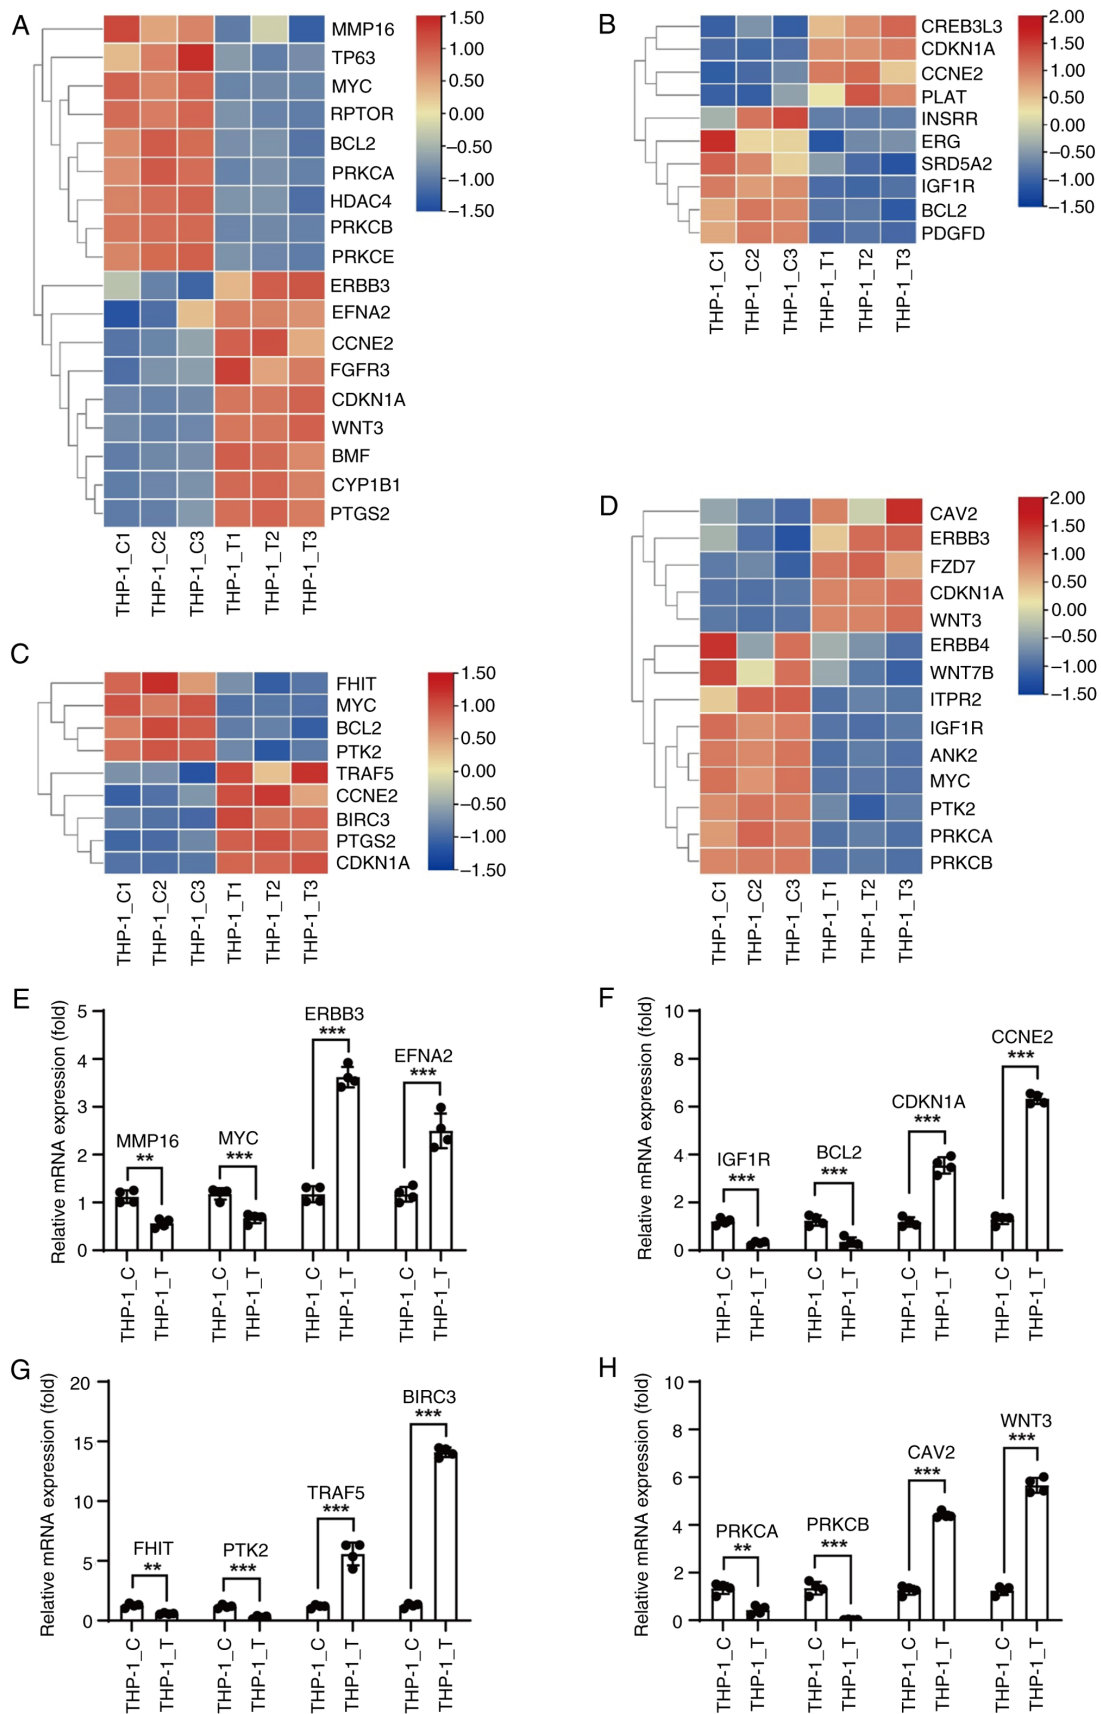 A
MMP16
TP63
MYC
RPTOR
BCL2
PRKCA
HDAC4
PRKCB
PRKCE
ERBB3
EFNA2
CCNE2
FGFR3
CDKN1A
WNT3
BMF
CYP1B1
PTGS2
1.50
1.00
0.50
0.00
−0.50
−1.00
−1.50
THP-1_C1
THP-1_C2
THP-1_C3
THP-1_T1
THP-1_T2
THP-1_T3
B
CREB3L3
CDKN1A
CCNE2
PLAT
INSRR
ERG
SRD5A2
IGF1R
BCL2
PDGFD
2.00
1.50
1.00
0.50
0.00
−0.50
−1.00
−1.50
THP-1_C1
THP-1_C2
THP-1_C3
THP-1_T1
THP-1_T2
THP-1_T3
C
FHIT
MYC
BCL2
PTK2
TRAF5
CCNE2
BIRC3
PTGS2
CDKN1A
1.50
1.00
0.50
0.00
−0.50
−1.00
−1.50
THP-1_C1
THP-1_C2
THP-1_C3
THP-1_T1
THP-1_T2
THP-1_T3
D
CAV2
ERBB3
FZD7
CDKN1A
WNT3
ERBB4
WNT7B
ITPR2
IGF1R
ANK2
MYC
PTK2
PRKCA
PRKCB
2.00
1.50
1.00
0.50
0.00
−0.50
−1.00
−1.50
THP-1_C1
THP-1_C2
THP-1_C3
THP-1_T1
THP-1_T2
THP-1_T3
E
Relative mRNA expression (fold)
5
4
3
2
1
0
MMP16
**
MYC
***
ERBB3
***
EFNA2
***
THP-1_C
THP-1_T
THP-1_C
THP-1_T
THP-1_C
THP-1_T
THP-1_C
THP-1_T
F
Relative mRNA expression (fold)
10
8
6
4
2
0
IGF1R
***
BCL2
***
CDKN1A
***
CCNE2
***
THP-1_C
THP-1_T
THP-1_C
THP-1_T
THP-1_C
THP-1_T
THP-1_C
THP-1_T
G
Relative mRNA expression (fold)
20
15
10
5
0
FHIT
**
PTK2
***
TRAF5
***
BIRC3
***
THP-1_C
THP-1_T
THP-1_C
THP-1_T
THP-1_C
THP-1_T
THP-1_C
THP-1_T
H
Relative mRNA expression (fold)
10
8
6
4
2
0
PRKCA
**
PRKCB
***
CAV2
***
WNT3
***
THP-1_C
THP-1_T
THP-1_C
THP-1_T
THP-1_C
THP-1_T
THP-1_C
THP-1_T